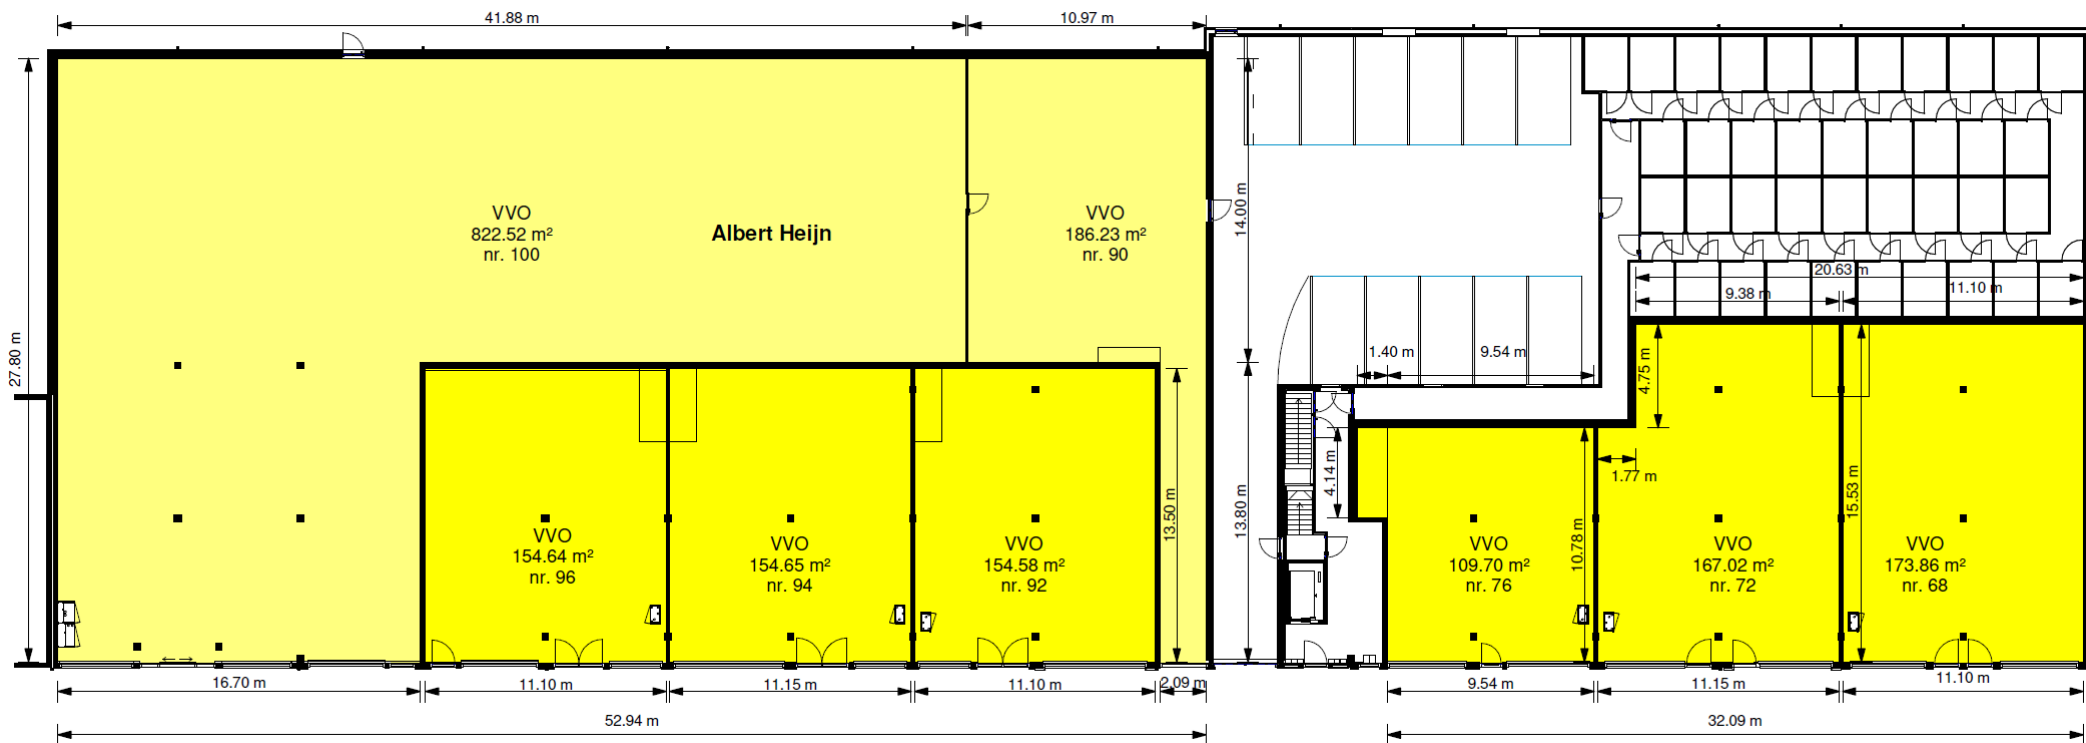 41.88 m
10.97 m
27.80 m
VVO
822.52 m²
nr. 100
Albert Heijn
VVO
186.23 m²
nr. 90
14.00 m
13.80 m
13.50 m
VVO
154.64 m²
nr. 96
VVO
154.65 m²
nr. 94
VVO
154.58 m²
nr. 92
20.63 m
9.38 m
11.10 m
1.40 m
9.54 m
4.75 m
4.14 m
1.77 m
10.78 m
15.53 m
VVO
109.70 m²
nr. 76
VVO
167.02 m²
nr. 72
VVO
173.86 m²
nr. 68
16.70 m
11.10 m
11.15 m
11.10 m
2.09 m
9.54 m
11.15 m
11.10 m
52.94 m
32.09 m